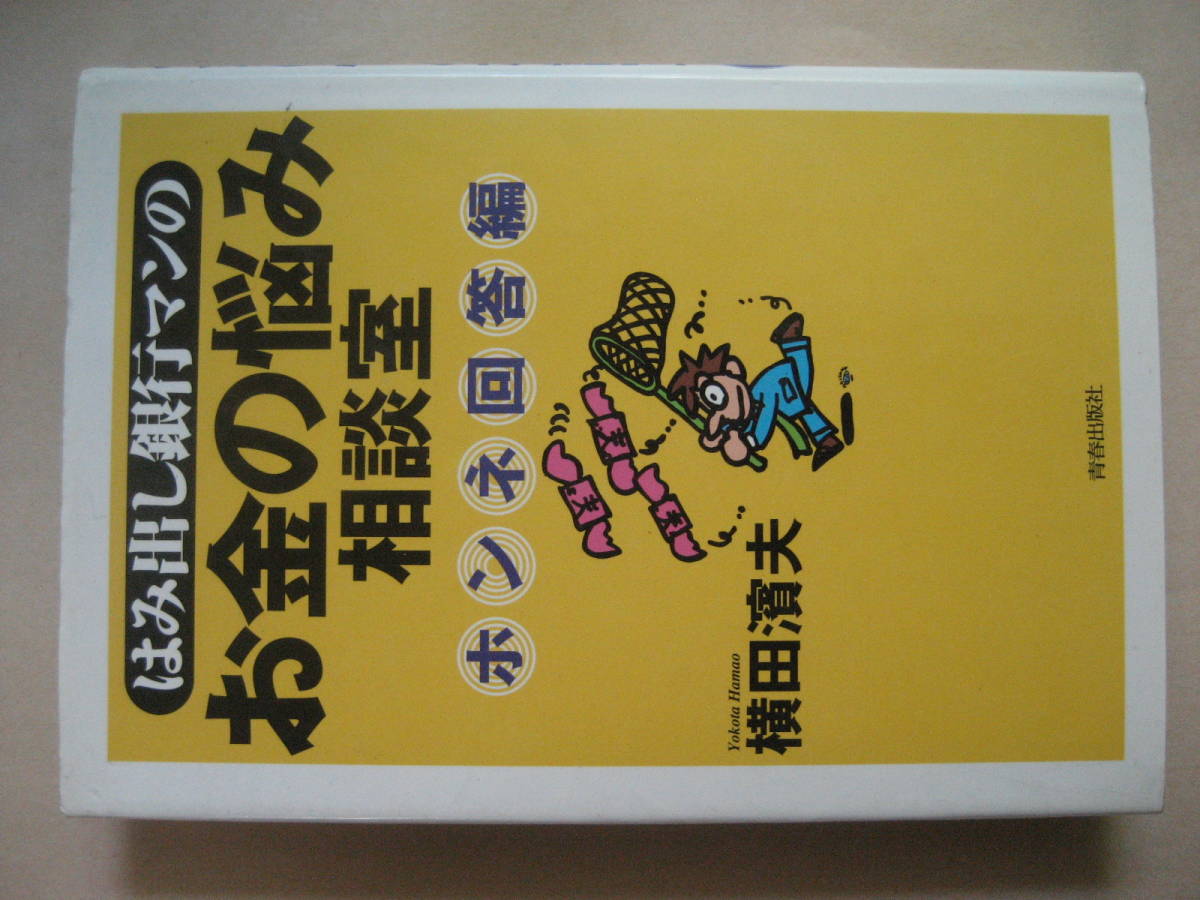 はみ出し銀行マンの
お金の悩み
相談室
ホンネ回答編
Yokota Hamao
横田濱夫
青春出版社